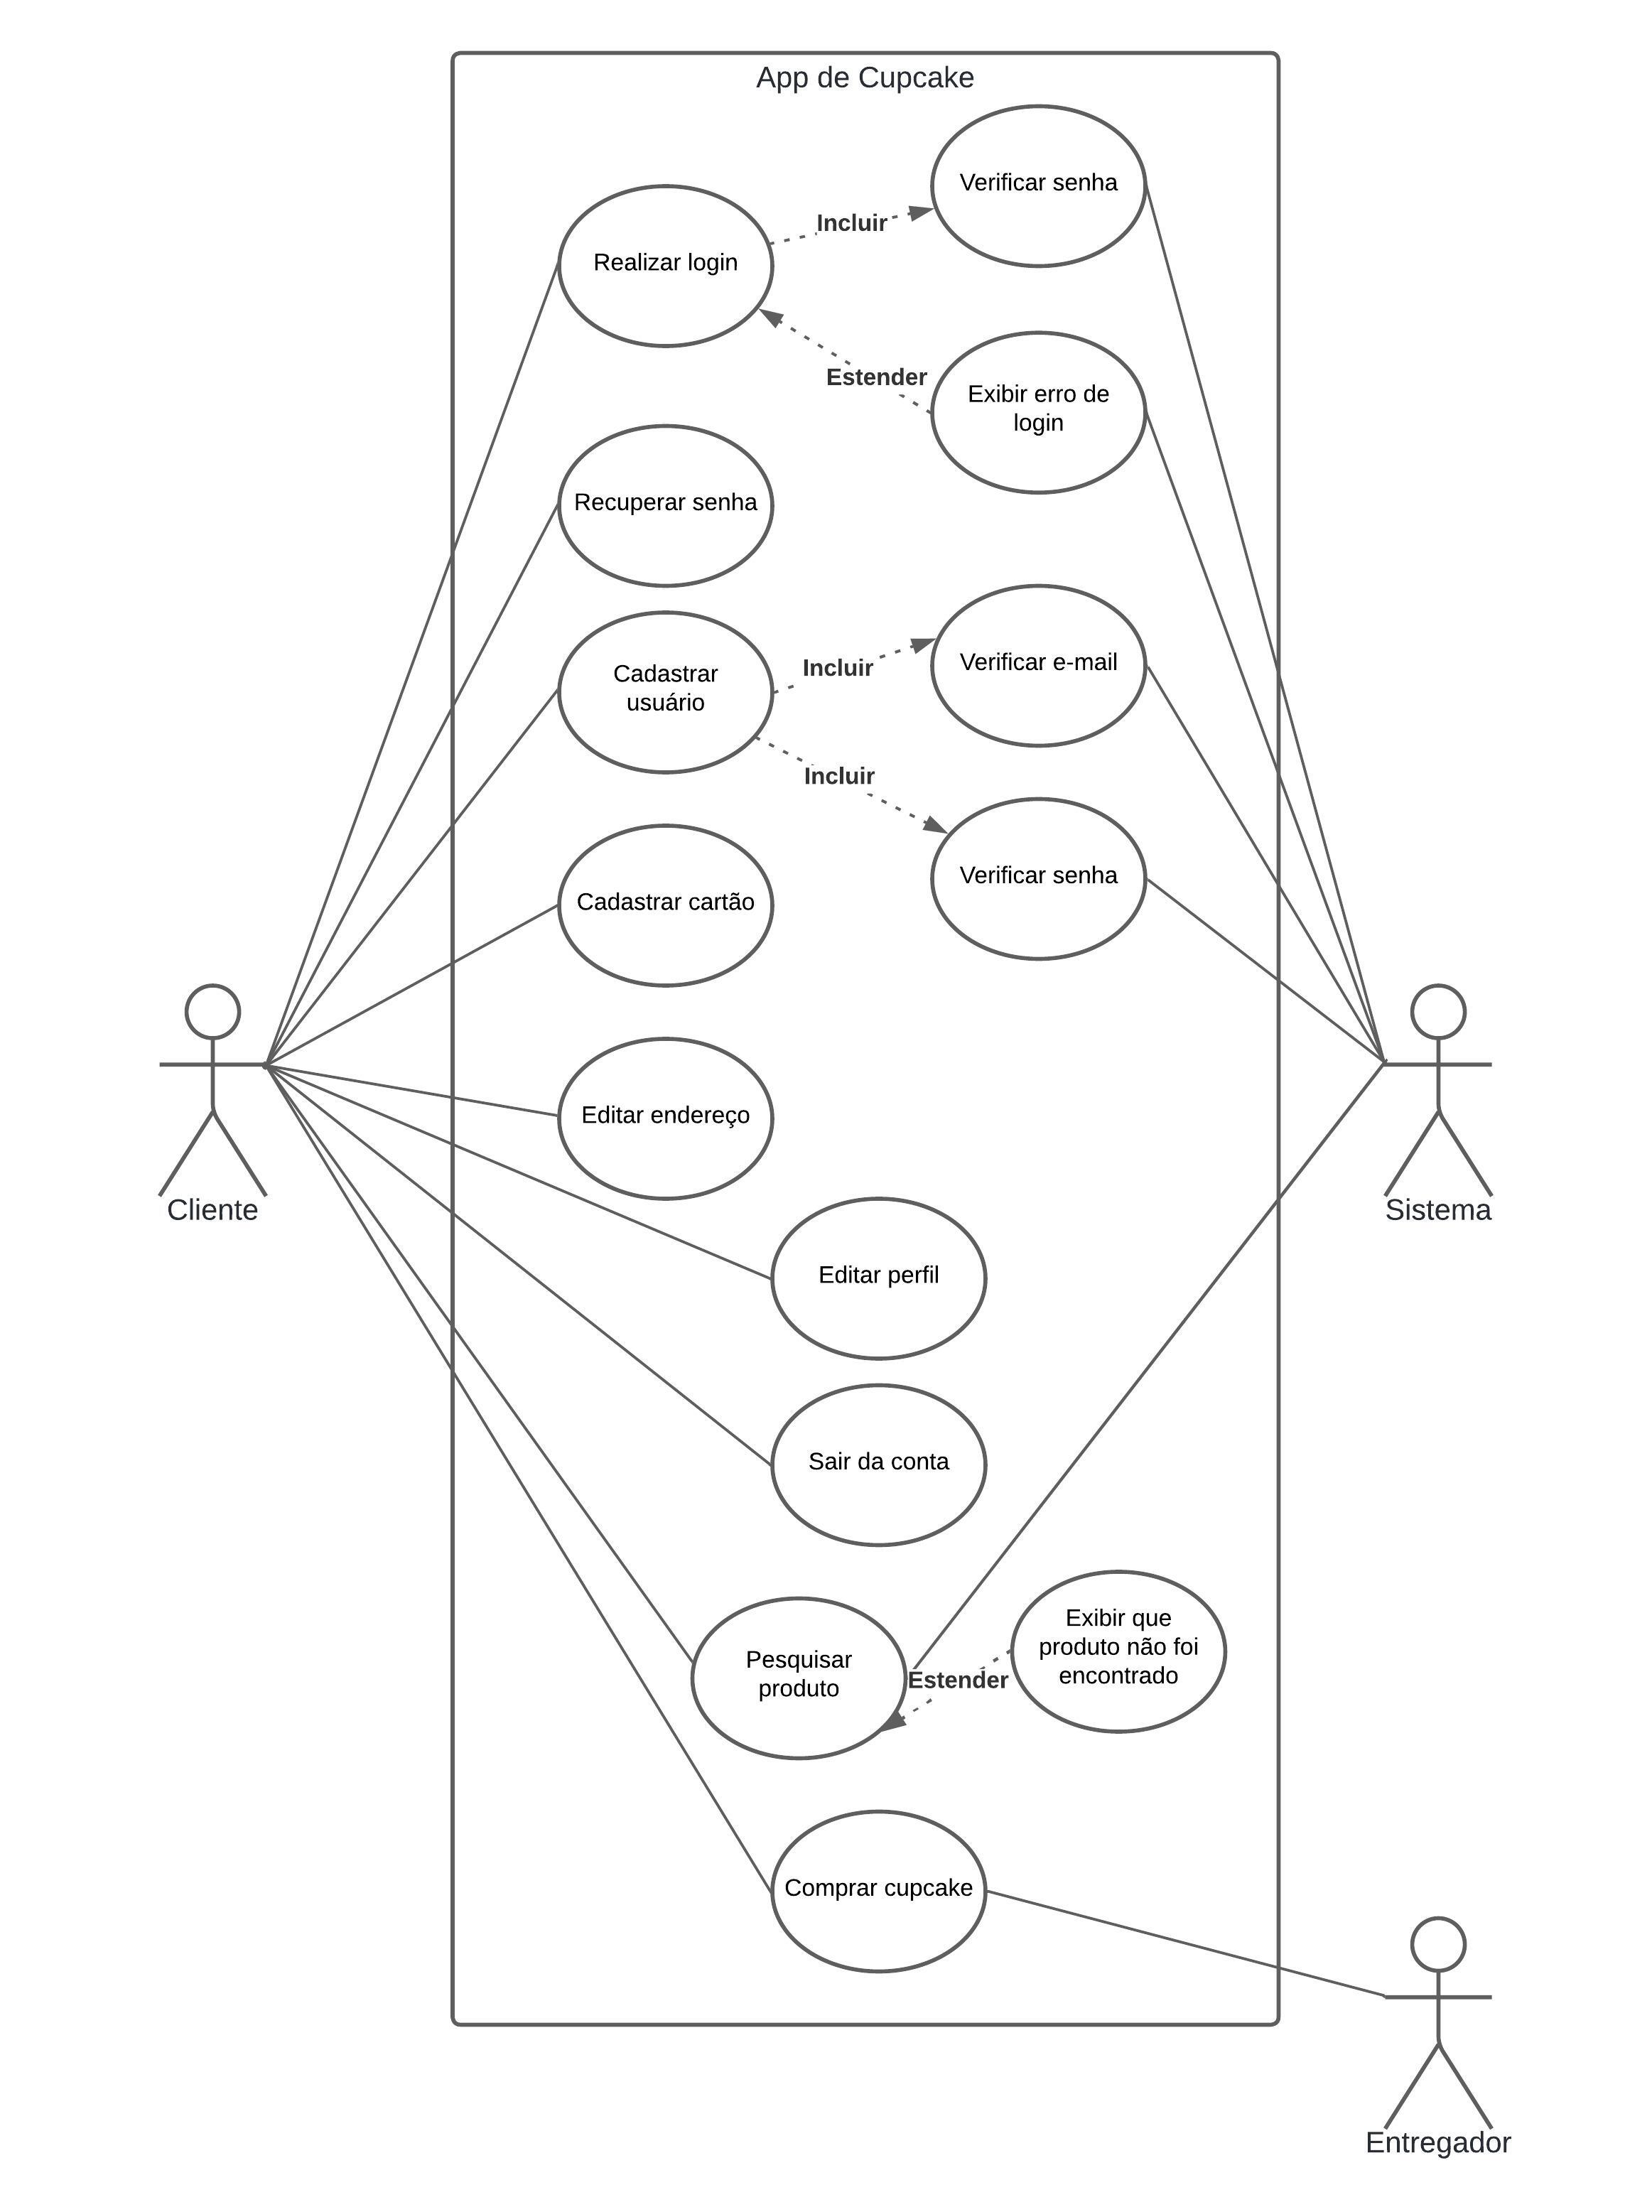 App de Cupcake
Verificar senha
Incluir
Realizar login
Estender
Exibir erro de
login
Recuperar senha
Cadastrar
usuário
Incluir
Verificar e-mail
Incluir
Verificar senha
Cadastrar cartão
Editar endereço
Cliente
Sistema
Editar perfil
Sair da conta
Pesquisar
produto
Estender
Exibir que
produto não foi
encontrado
Comprar cupcake
Entregador